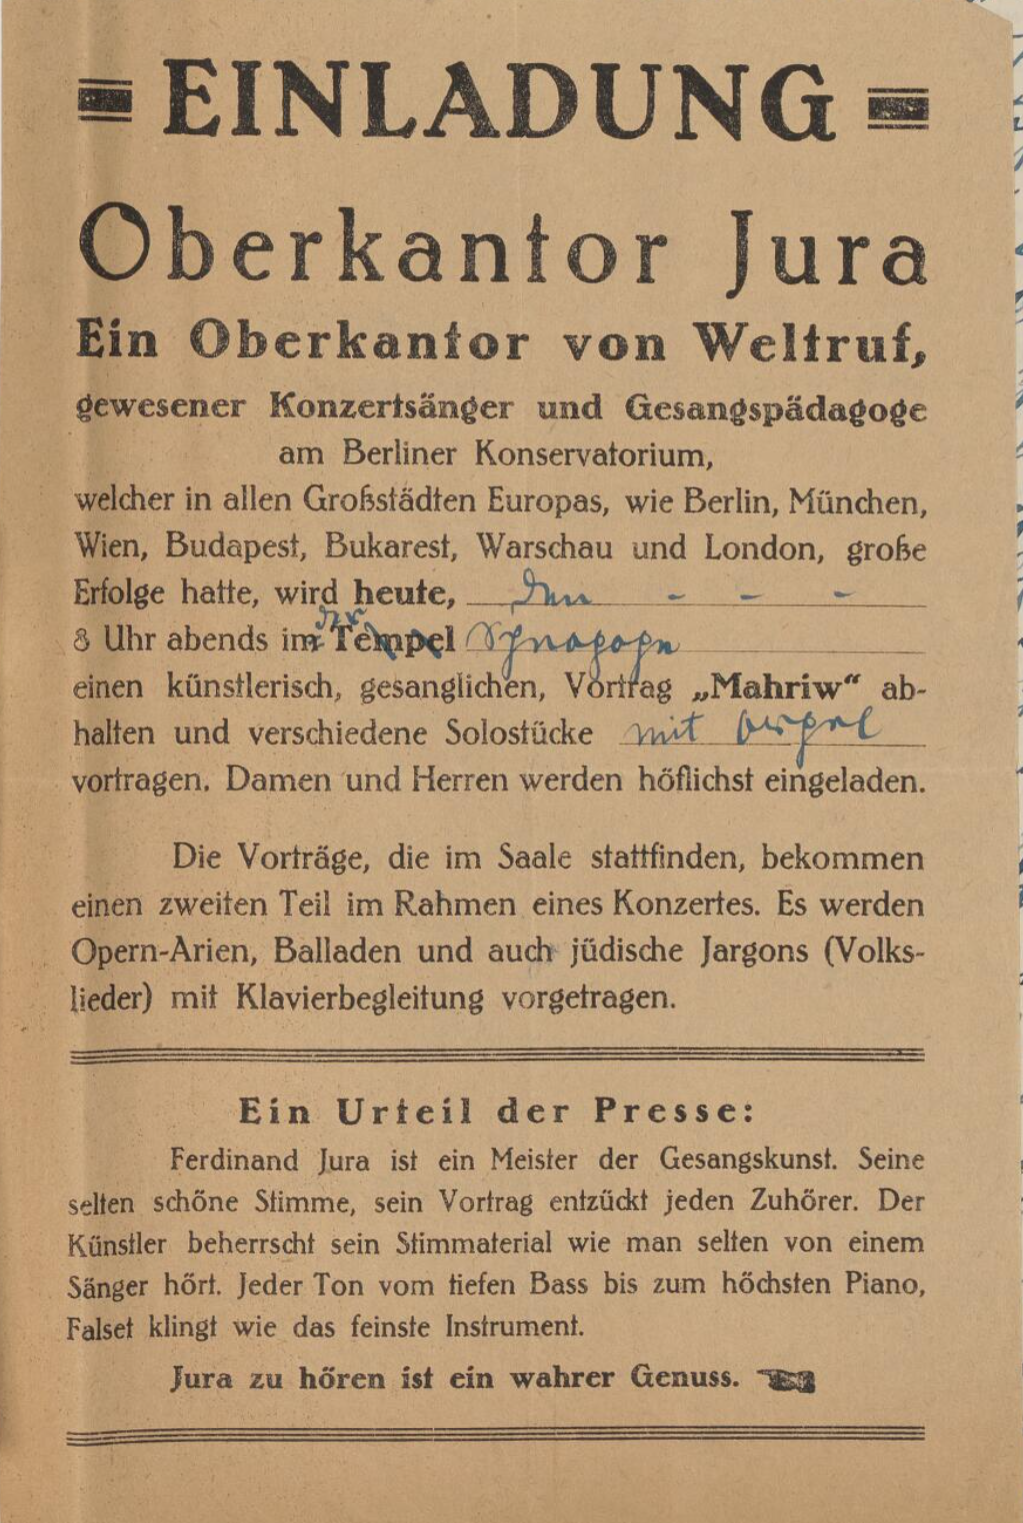 EINLADUNG
Oberkantor Jura
Ein Oberkantor von Weltruf,
gewesener Konzertsänger und Gesangspädagoge
am Berliner Konservatorium,
welcher in allen Großstädten Europas, wie Berlin, München,
Wien, Budapest, Bukarest, Warschau und London, große
Erfolge hatte, wird heute, den - - -
8 Uhr abends im Tempel der Synagoge
einen künstlerisch, gesanglichen, Vortrag „Mahriw“ ab-
halten und verschiedene Solostücke mit Orgel
vortragen. Damen und Herren werden höflichst eingeladen.
Die Vorträge, die im Saale stattfinden, bekommen
einen zweiten Teil im Rahmen eines Konzertes. Es werden
Opern-Arien, Balladen und auch jüdische Jargons (Volks-
lieder) mit Klavierbegleitung vorgetragen.
Ein Urteil der Presse:
Ferdinand Jura ist ein Meister der Gesangskunst. Seine
selten schöne Stimme, sein Vortrag entzückt jeden Zuhörer. Der
Künstler beherrscht sein Stimmaterial wie man selten von einem
Sänger hört. Jeder Ton vom tiefen Bass bis zum höchsten Piano,
Falset klingt wie das feinste Instrument.
Jura zu hören ist ein wahrer Genuss.